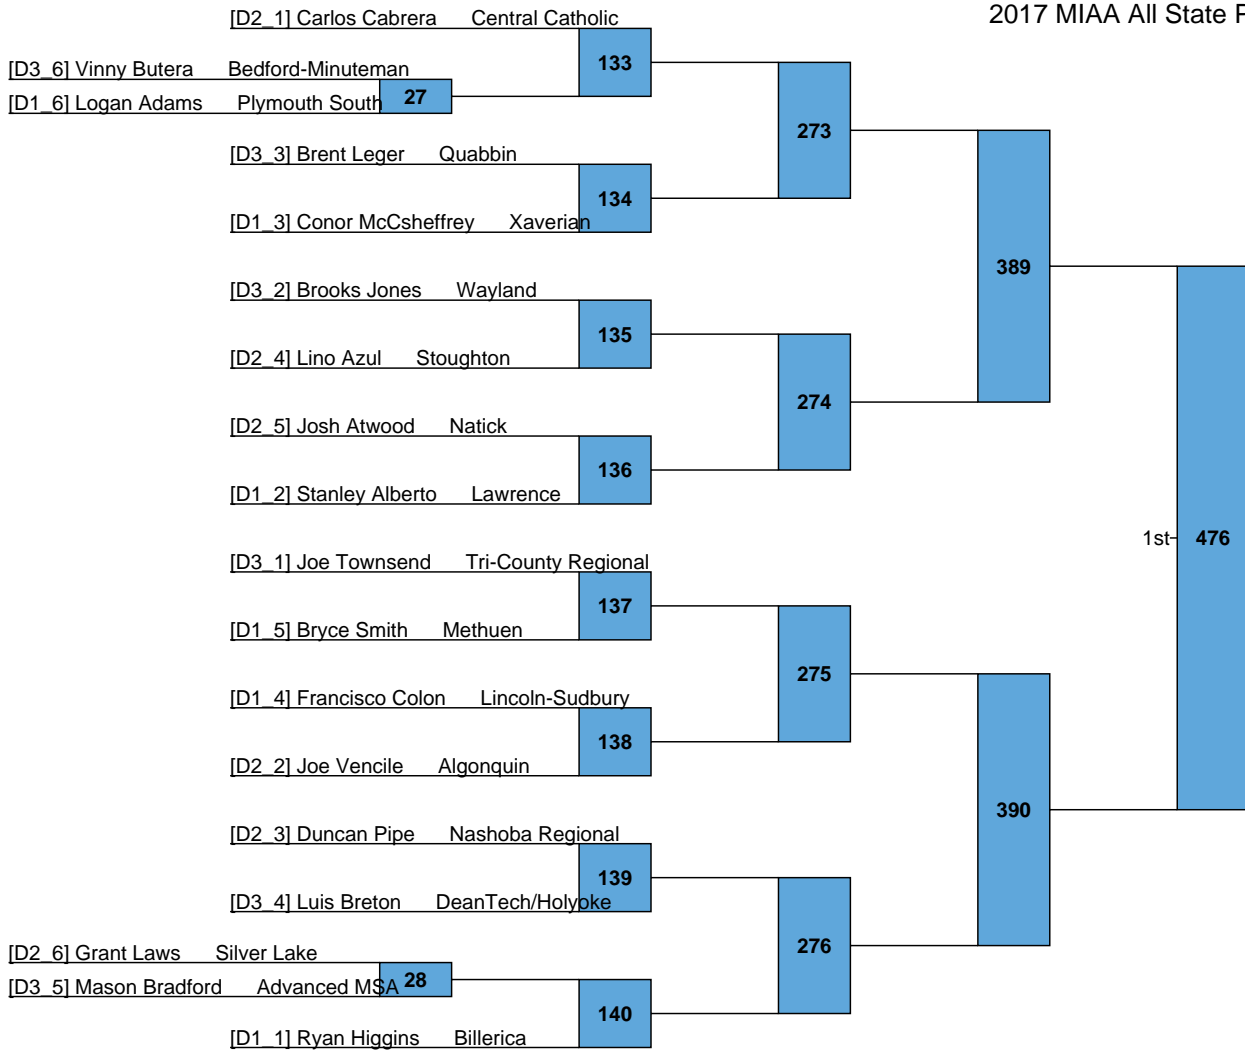 2017 MIAA All State
[D2_1] Carlos Cabrera Central Catholic
133
[D3_6] Vinny Butera Bedford-Minuteman
27
[D1_6] Logan Adams Plymouth South
273
[D3_3] Brent Leger Quabbin
134
[D1_3] Conor McCsheffrey Xaverian
389
[D3_2] Brooks Jones Wayland
135
[D2_4] Lino Azul Stoughton
274
[D2_5] Josh Atwood Natick
136
[D1_2] Stanley Alberto Lawrence
1st 476
[D3_1] Joe Townsend Tri-County Regional
137
[D1_5] Bryce Smith Methuen
275
[D1_4] Francisco Colon Lincoln-Sudbury
138
[D2_2] Joe Vencile Algonquin
390
[D2_3] Duncan Pipe Nashoba Regional
139
[D3_4] Luis Breton DeanTech/Holyoke
276
[D2_6] Grant Laws Silver Lake
28
[D3_5] Mason Bradford Advanced MSA
140
[D1_1] Ryan Higgins Billerica